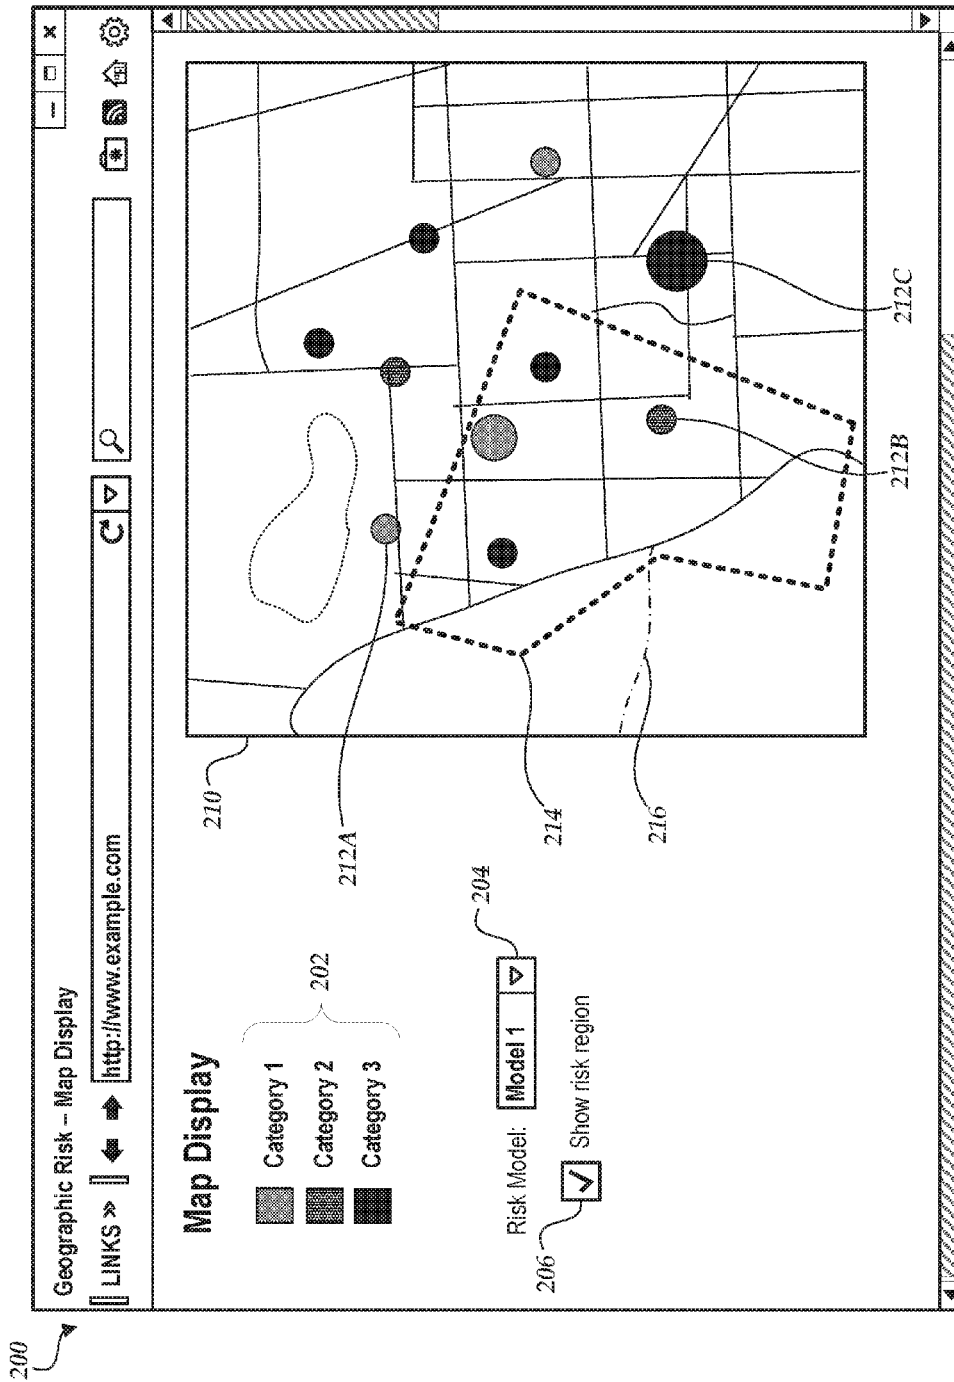 200
Geographic Risk – Map Display
LINKS »
http://www.example.com
Map Display
Category 1
Category 2
Category 3
202
Risk Model:
Model 1
204
206
Show risk region
210
212A
214
216
212B
212C